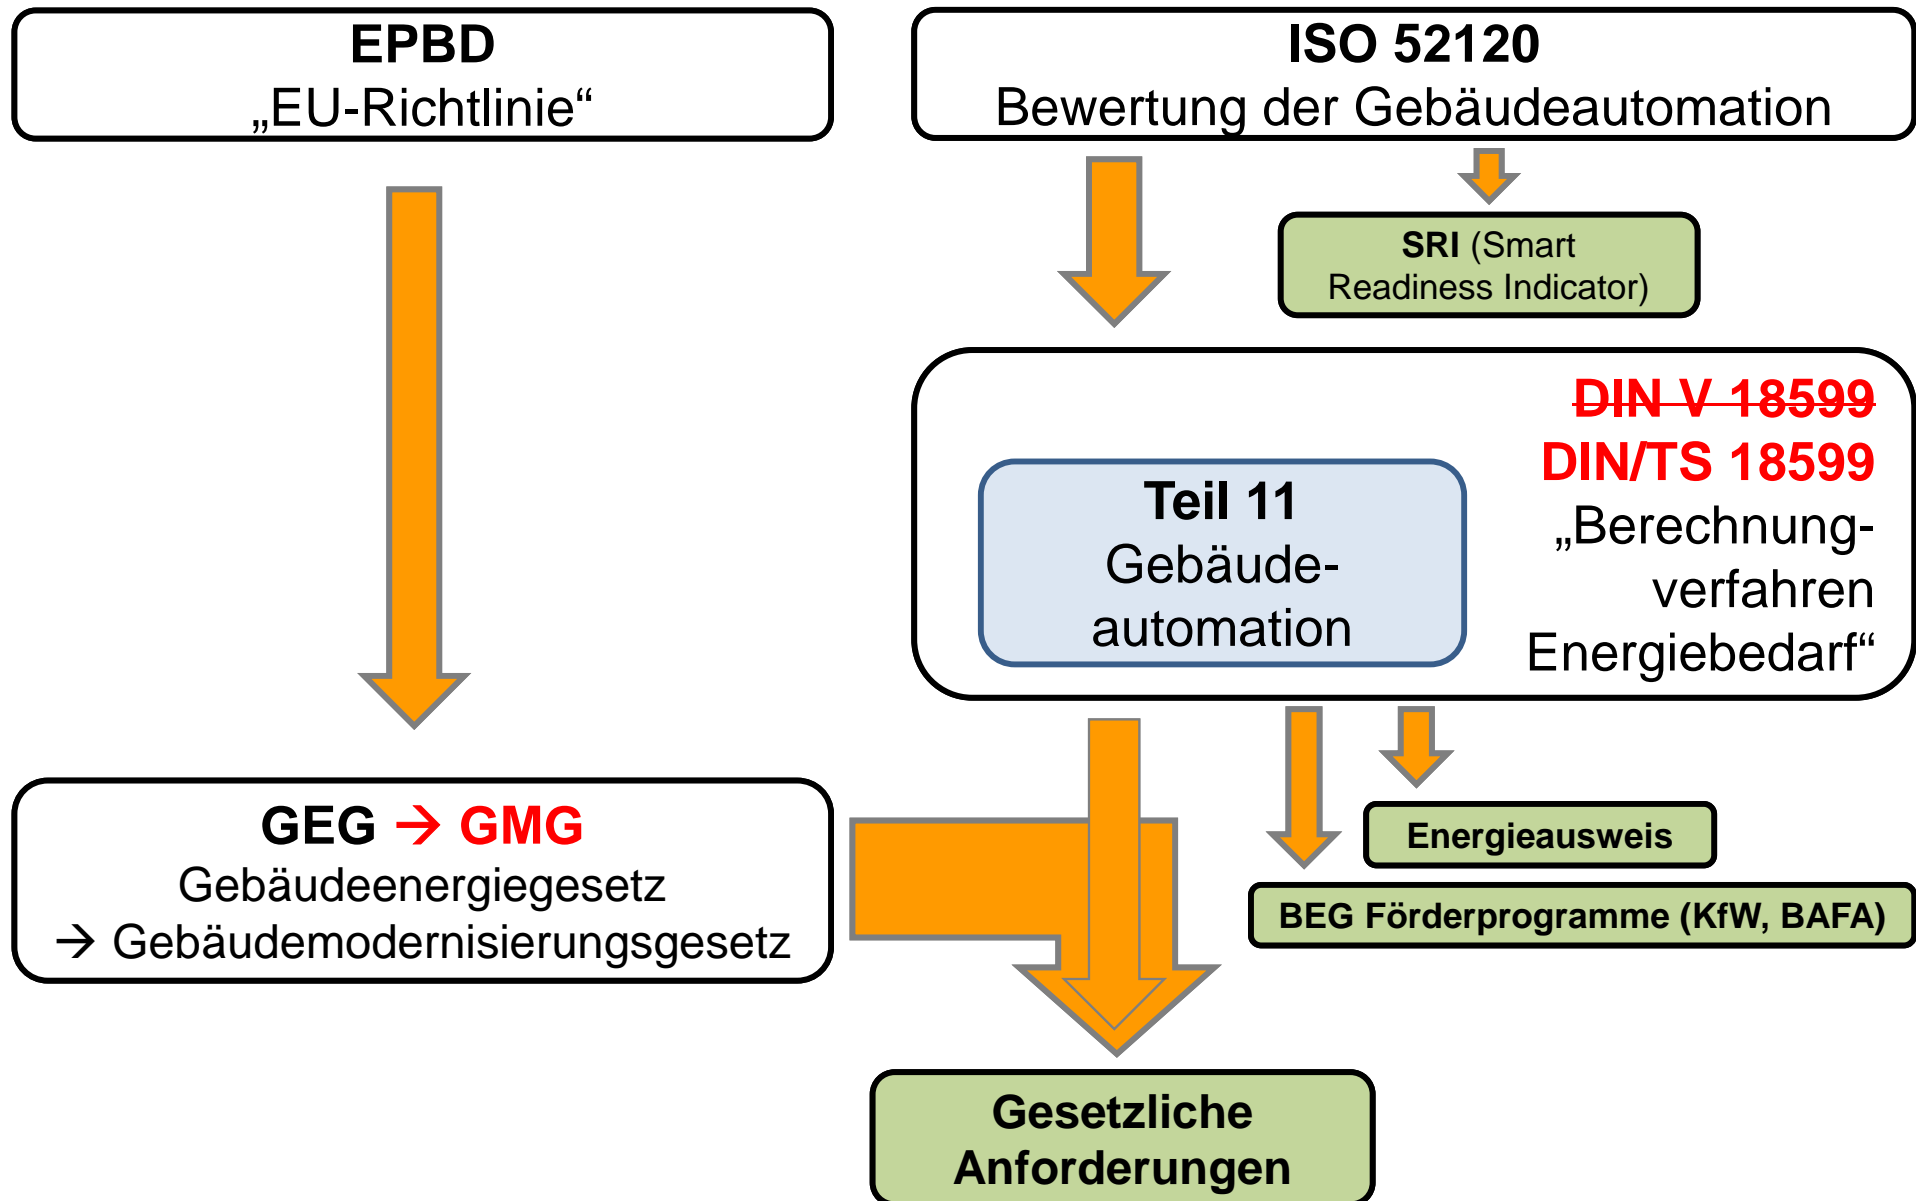 EPBD
„EU-Richtlinie“
ISO 52120
Bewertung der Gebäudeautomation
SRI (Smart
Readiness Indicator)
DIN V 18599
DIN/TS 18599
„Berechnung-
verfahren
Energiebedarf“
Teil 11
Gebäude-
automation
GEG → GMG
Gebäudeenergiegesetz
→ Gebäudemodernisierungsgesetz
Energieausweis
BEG Förderprogramme (KfW, BAFA)
Gesetzliche
Anforderungen